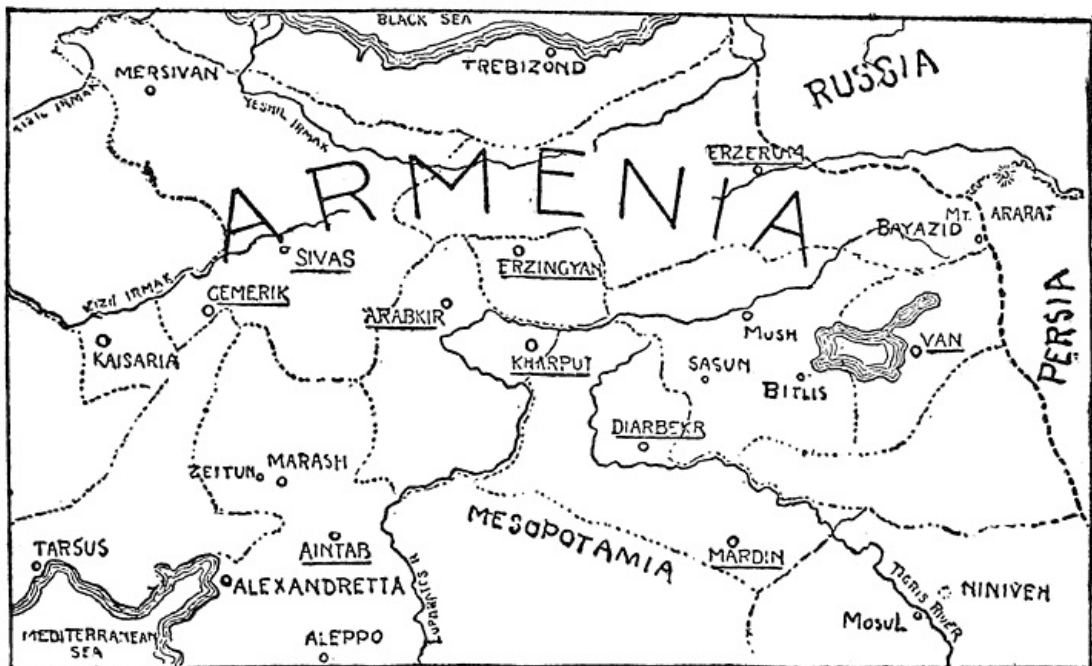 BLACK SEA
TREBIZOND
RUSSIA
MERSIVAN
KIZIL IRMAK
YESHIL IRMAK
ARMENIA
ERZERUM
MT. ARARAT
BAYAZID
SIVAS
ERZINGYAN
KIZIL IRMAK
GEMERIK
ARABKIR
MUSH
VAN
PERSIA
KAISARIA
KHARPUT
SASUN
BITLIS
DIARBEKR
ZEITUN
MARASH
MESOPOTAMIA
AINTAB
MARDIN
TARSUS
ALEXANDRETTA
EUPHRATES R.
TIGRIS RIVER
NINIVEH
MOSUL
MEDITERRANEAN
SEA
ALEPPO